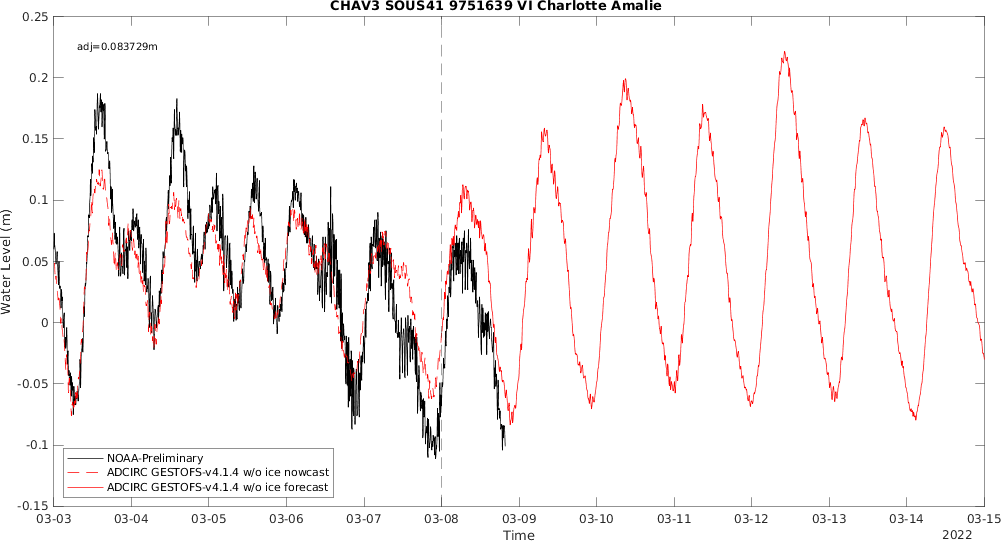 CHAV3 SOUS41 9751639 VI Charlotte Amalie
adj=0.083729m
0.25
0.2
0.15
0.1
0.05
0
-0.05
-0.1
-0.15
Water Level (m)
NOAA-Preliminary
ADCIRC GESTOFS-v4.1.4 w/o ice nowcast
ADCIRC GESTOFS-v4.1.4 w/o ice forecast
03-03 03-04 03-05 03-06 03-07 03-08 03-09 03-10 03-11 03-12 03-13 03-14 03-15
Time
2022